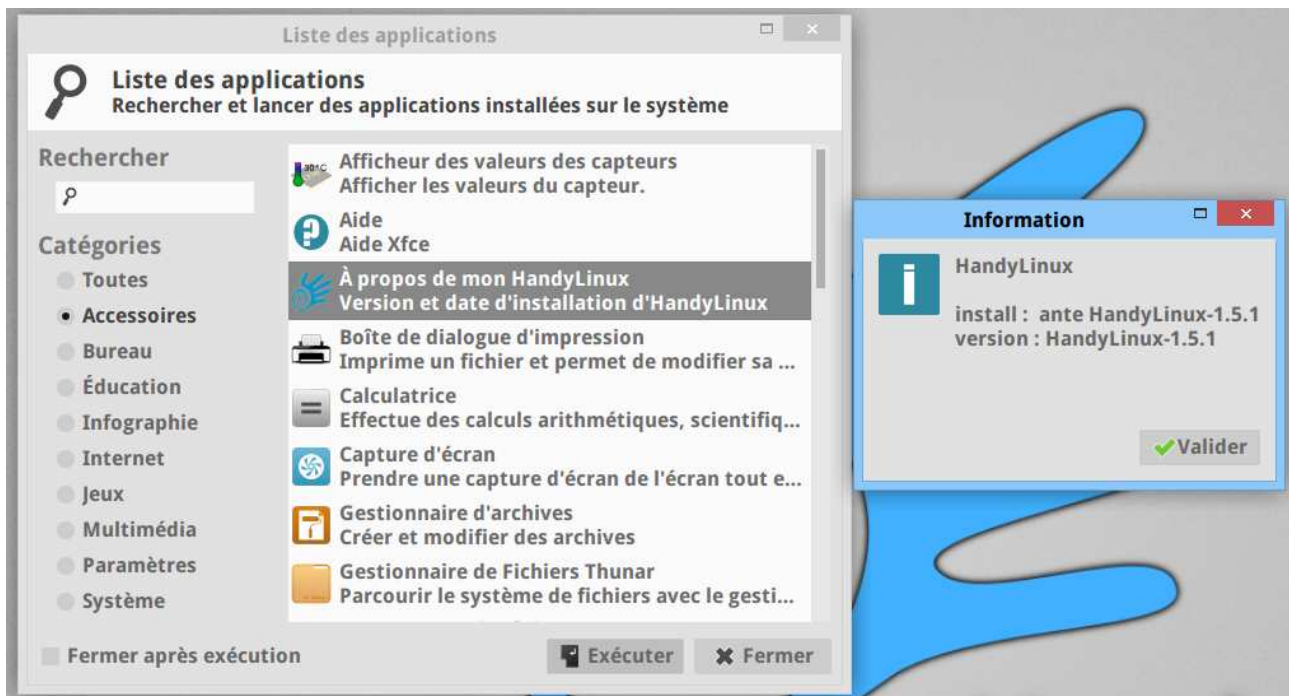 Liste des applications
Liste des applications
Rechercher et lancer des applications installées sur le système
Rechercher
Catégories
Toutes
Accessoires
Bureau
Éducation
Infographie
Internet
Jeux
Multimédia
Paramètres
Système
Afficheur des valeurs des capteurs
Afficher les valeurs du capteur.
Aide
Aide Xfce
À propos de mon HandyLinux
Version et date d'installation d'HandyLinux
Boîte de dialogue d'impression
Imprime un fichier et permet de modifier sa ...
Calculatrice
Effectue des calculs arithmétiques, scientifiq...
Capture d'écran
Prendre une capture d'écran de l'écran tout e...
Gestionnaire d'archives
Créer et modifier des archives
Gestionnaire de Fichiers Thunar
Parcourir le système de fichiers avec le gesti...
Fermer après exécution
Exécuter
Fermer
Information
HandyLinux
install : ante HandyLinux-1.5.1
version : HandyLinux-1.5.1
Valider